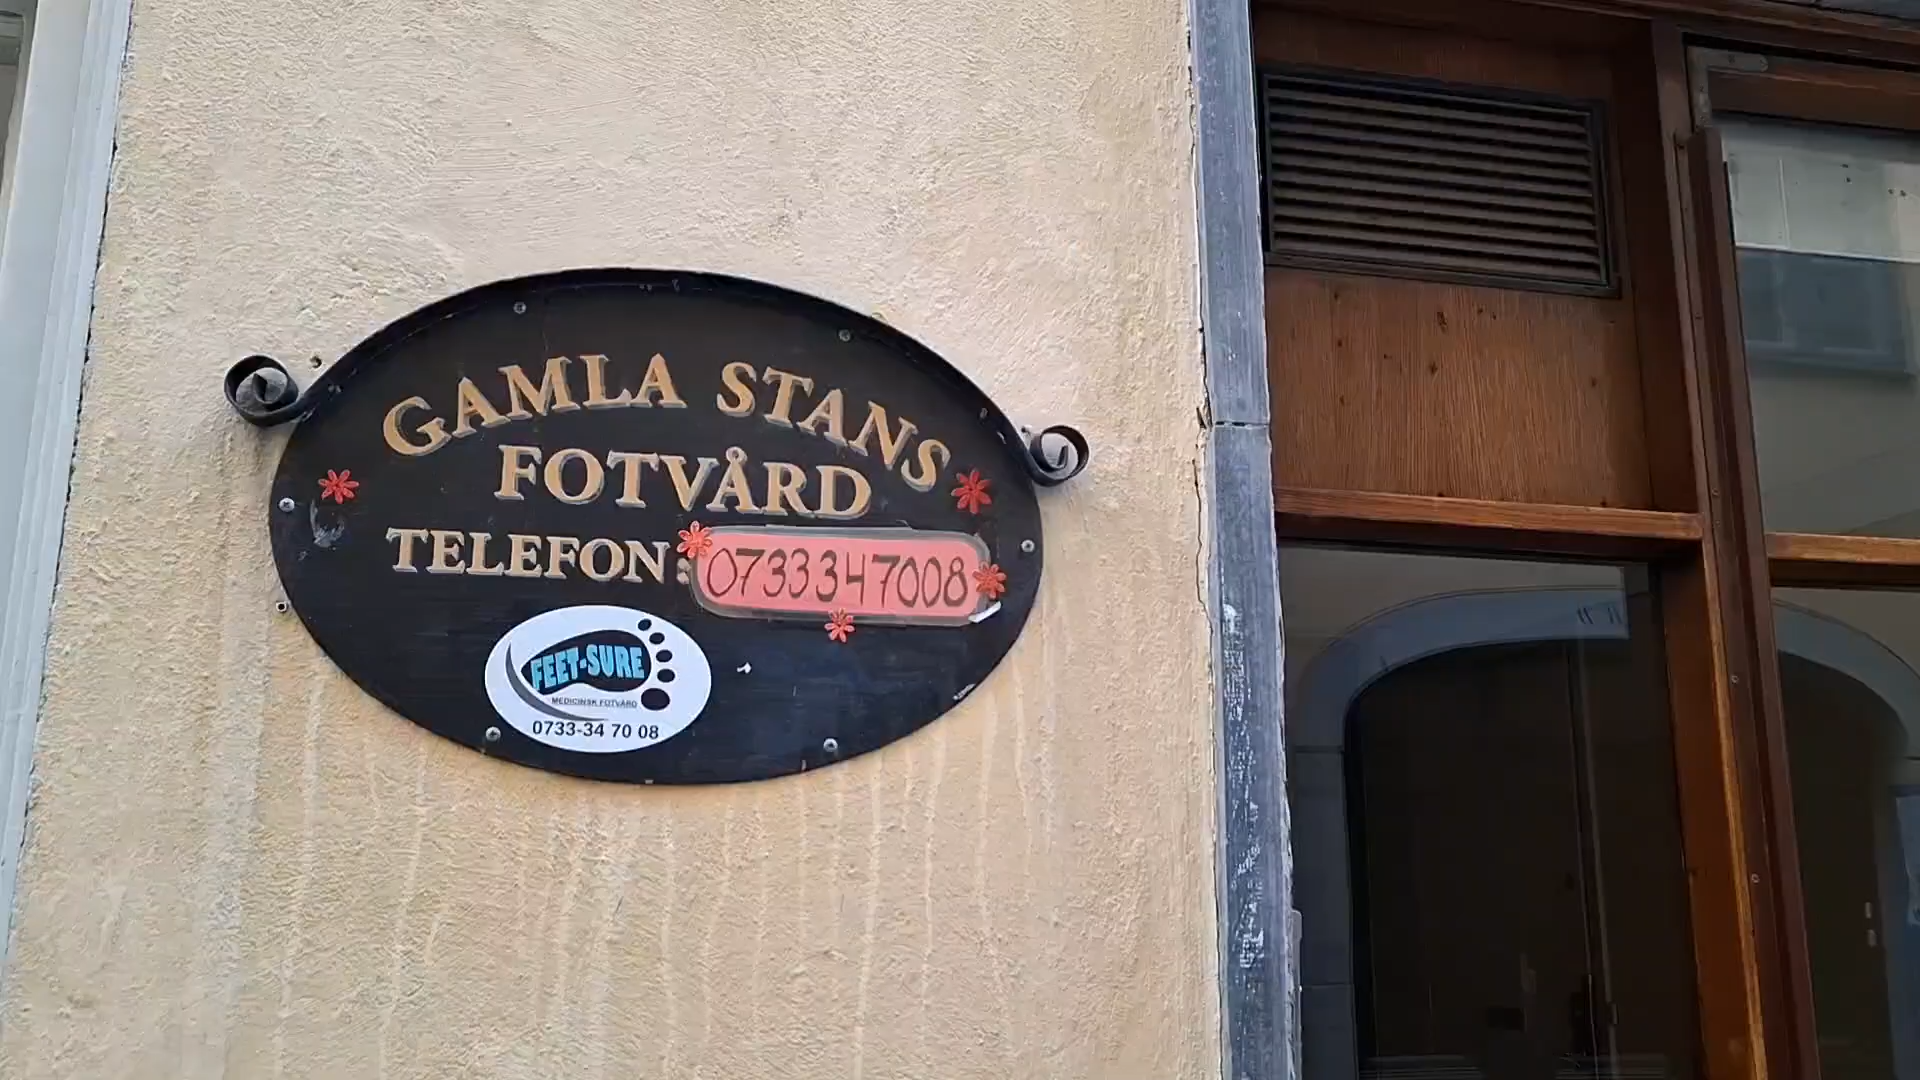 GAMLA STANS
FOTVÅRD
TELEFON: 0733347008
FEET-SURE
MEDICINSK FOTVÅRD
0733-34 70 08